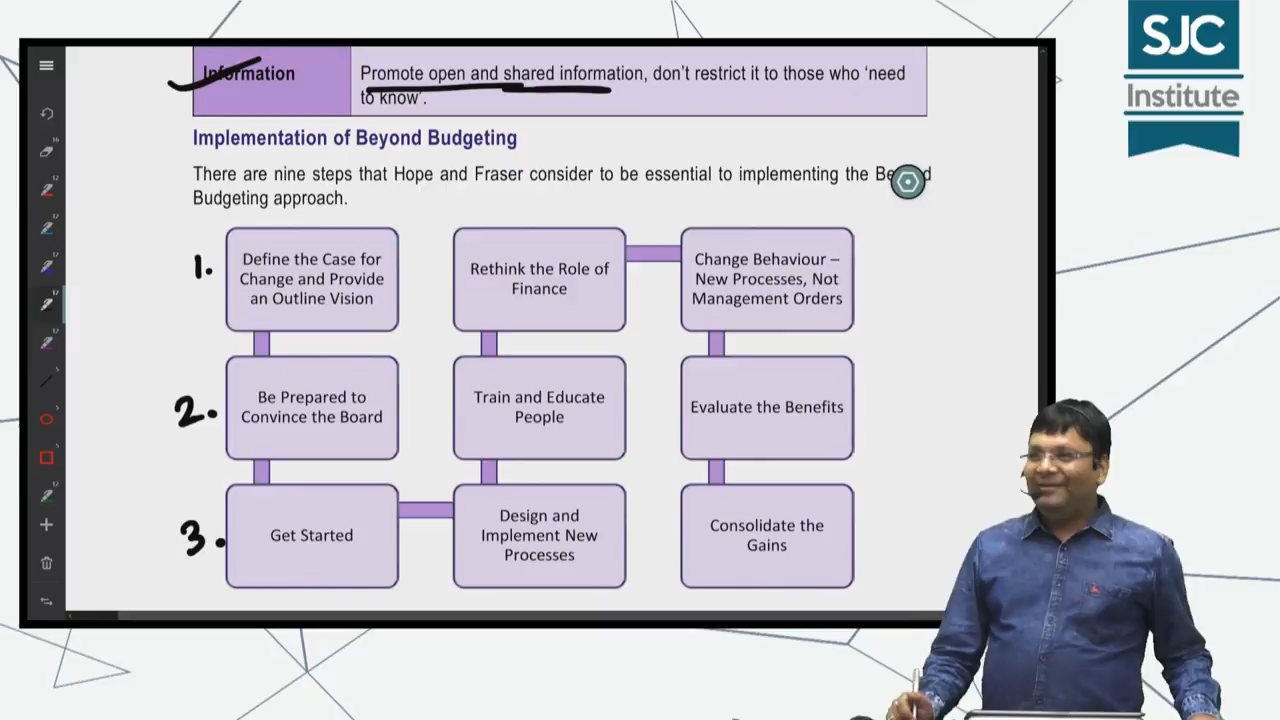 SJC
Institute
Information
Promote open and shared information, don't restrict it to those who 'need
to know'.
Implementation of Beyond Budgeting
There are nine steps that Hope and Fraser consider to be essential to implementing the
Budgeting approach.
1.
Define the Case for
Change and Provide
an Outline Vision
2.
Be Prepared to
Convince the Board
3.
Get Started
Design and
Implement New
Processes
Train and Educate
People
Rethink the Role of
Finance
Change Behaviour –
New Processes, Not
Management Orders
Evaluate the Benefits
Consolidate the
Gains